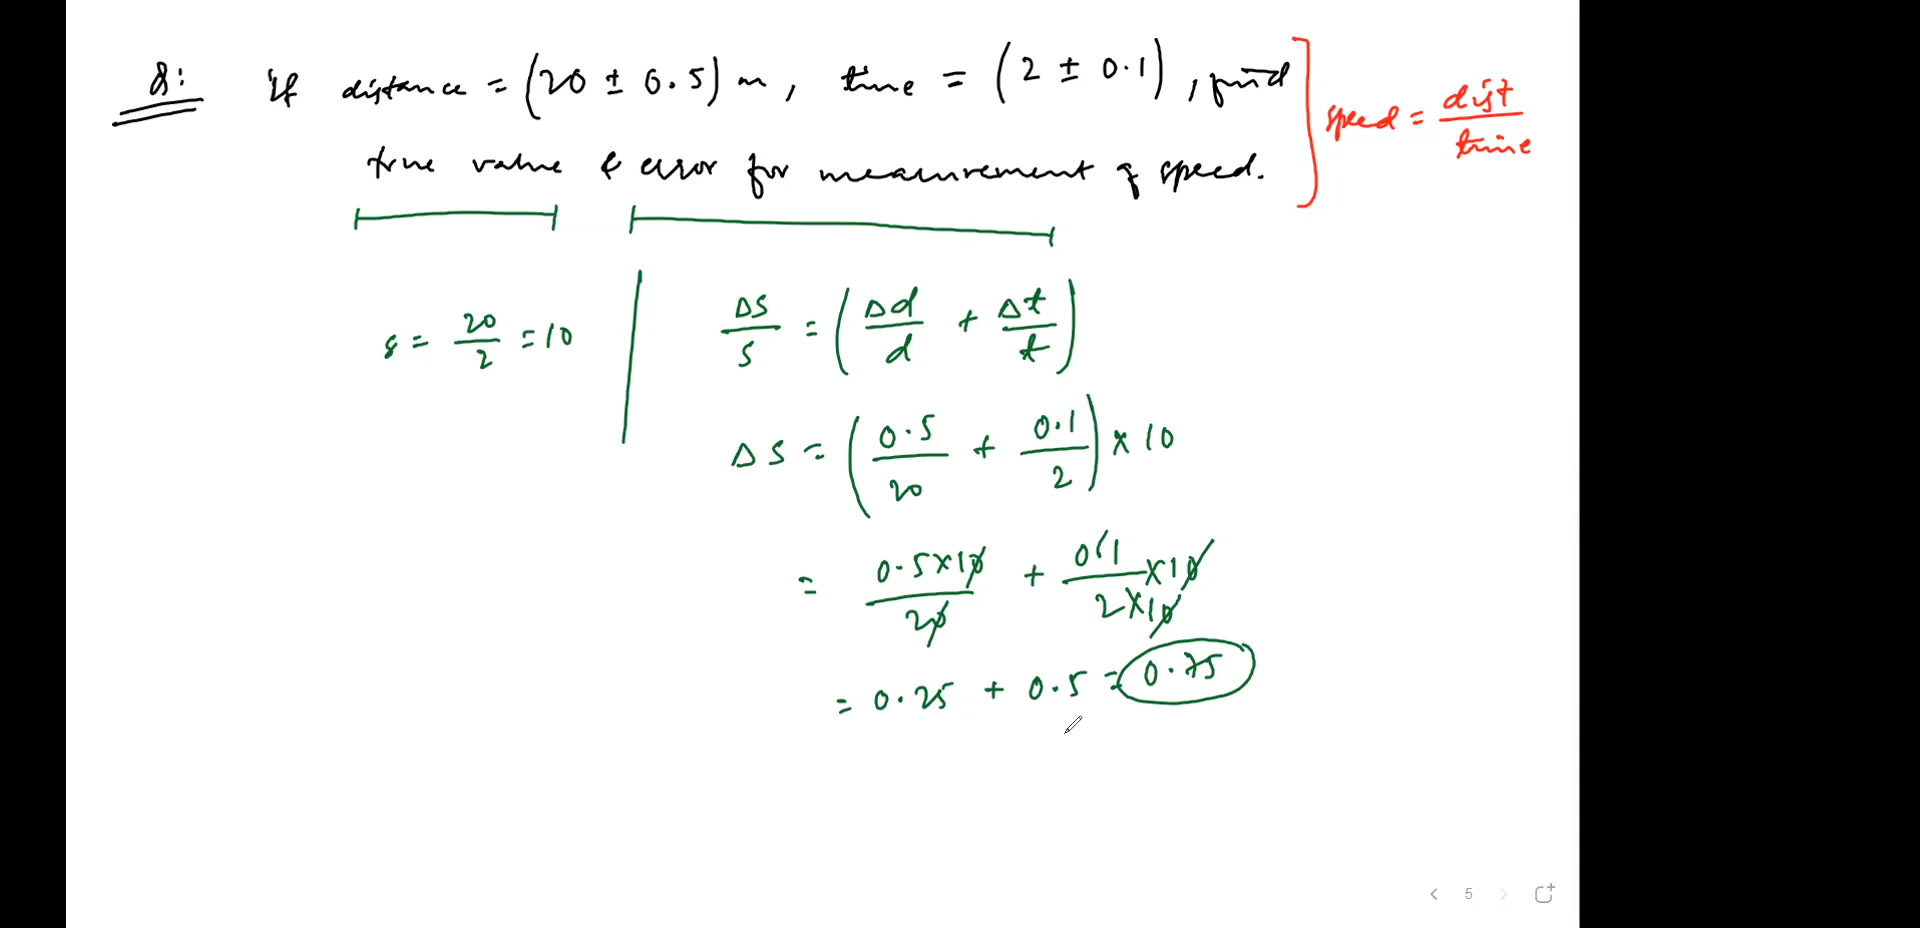 Q: If distance = (20 ± 0.5) m, time = (2 ± 0.1), find
true value & error for measurement of speed.
speed = dist/time
s = 20/2 = 10
Δs/s = (Δd/d + Δt/t)
Δs = (0.5/20 + 0.1/2) × 10
= 0.5×10/20 + 0.1/2×10 ×10
= 0.25 + 0.5 = 0.75
5